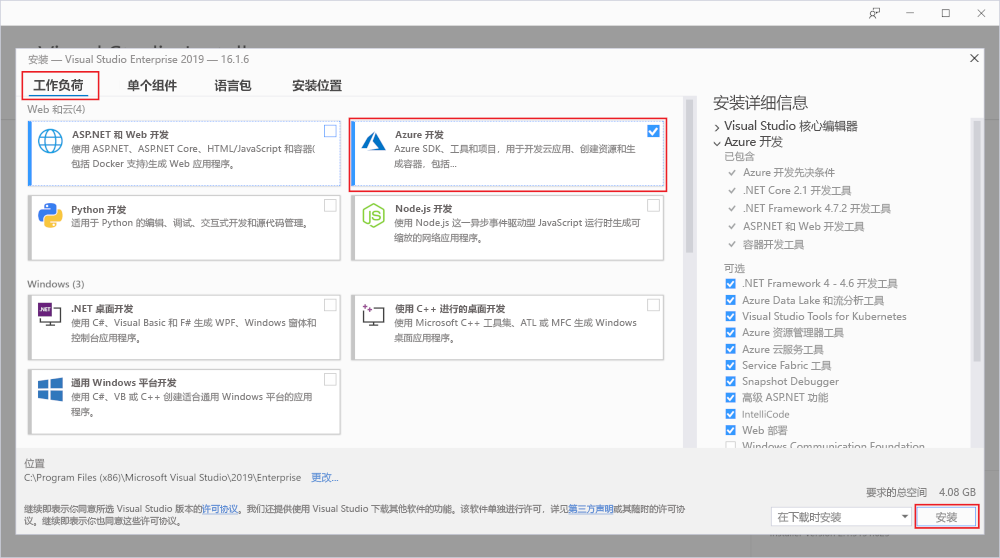 安装 — Visual Studio Enterprise 2019 — 16.1.6
工作负荷 单个组件 语言包 安装位置
Web 和云(4)
ASP.NET 和 Web 开发
使用 ASP.NET、ASP.NET Core、HTML/JavaScript 和容器(
包括 Docker 支持)生成 Web 应用程序。
Azure 开发
Azure SDK、工具和项目，用于开发云应用、创建资源和生
成容器，包括...
Python 开发
适用于 Python 的编辑、调试、交互式开发和源代码管理。
Node.js 开发
使用 Node.js 这一异步事件驱动型 JavaScript 运行时生成可
缩放的网络应用程序。
Windows (3)
.NET
.NET 桌面开发
使用 C#、Visual Basic 和 F# 生成 WPF、Windows 窗体和
控制台应用程序。
使用 C++ 进行的桌面开发
使用 Microsoft C++ 工具集、ATL 或 MFC 生成 Windows
桌面应用程序。
通用 Windows 平台开发
使用 C#、VB 或 C++ 创建适合通用 Windows 平台的应用
程序。
安装详细信息
Visual Studio 核心编辑器
Azure 开发
已包含
Azure 开发先决条件
.NET Core 2.1 开发工具
.NET Framework 4.7.2 开发工具
ASP.NET 和 Web 开发工具
容器开发工具
可选
.NET Framework 4 - 4.6 开发工具
Azure Data Lake 和流分析工具
Visual Studio Tools for Kubernetes
Azure 资源管理器工具
Azure 云服务工具
Service Fabric 工具
Snapshot Debugger
高级 ASP.NET 功能
IntelliCode
Web 部署
Windows Communication Foundation
位置
C:\Program Files (x86)\Microsoft Visual Studio\2019\Enterprise 更改...
要求的总空间 4.08 GB
继续即表示你同意所选 Visual Studio 版本的许可协议。我们还提供使用 Visual Studio 下载其他软件的功能。该软件单独进行许可，详见第三方声明或其随附的许可协
议。继续即表示你也同意这些许可协议。
在下载时安装
安装